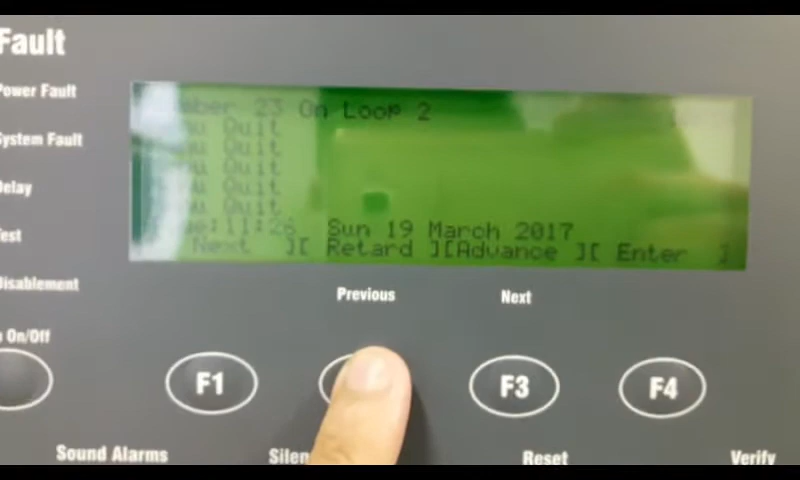 Fault
Power Fault
System Fault
Delay
Test
Disablement
On/Off
23 On Loop 2
Quit
Quit
Quit
Quit
Quit
:11:26 Sun 19 March 2017
Next ][ Retard ][Advance ][ Enter ]
Previous
Next
F1
F3
F4
Sound Alarms
Silen
Reset
Verify